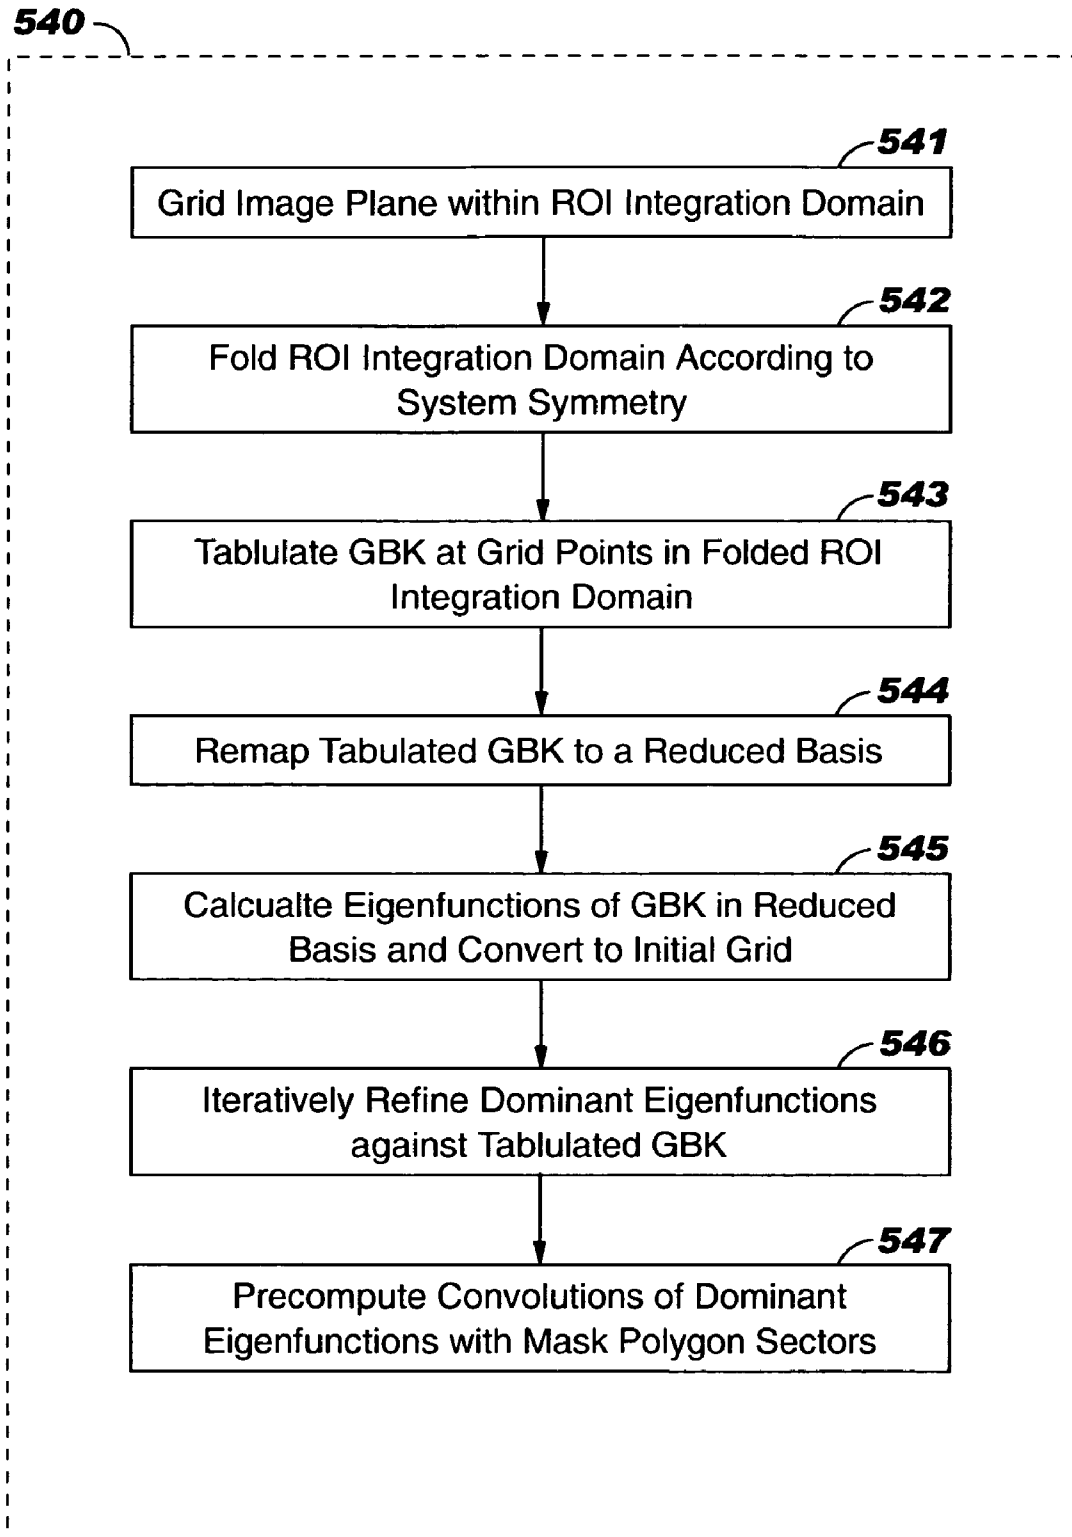 540
541
Grid Image Plane within ROI Integration Domain
542
Fold ROI Integration Domain According to
System Symmetry
543
Tablulate GBK at Grid Points in Folded ROI
Integration Domain
544
Remap Tabulated GBK to a Reduced Basis
545
Calcualte Eigenfunctions of GBK in Reduced
Basis and Convert to Initial Grid
546
Iteratively Refine Dominant Eigenfunctions
against Tablulated GBK
547
Precompute Convolutions of Dominant
Eigenfunctions with Mask Polygon Sectors